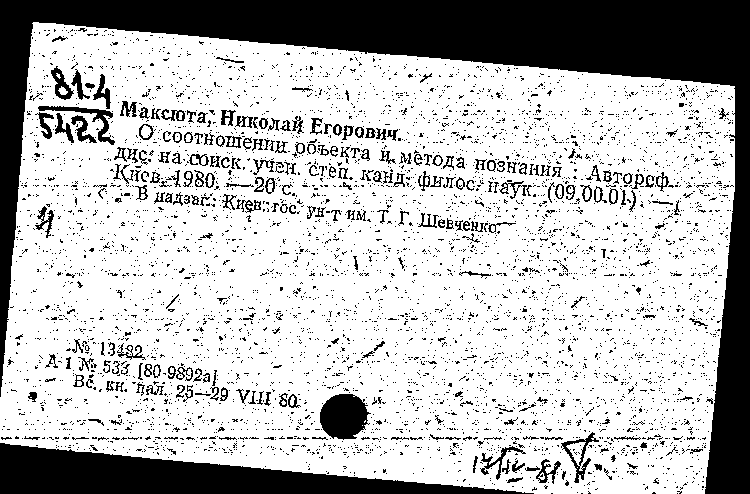 81-4
5422
Максюта, Николай Егорович.
О соотношении объекта и метода познания : Автореф.
дис. на соиск. учен. степ. канд. филос. наук. (09.00.01). —
Киев, 1980. — 20 с.
В надзаг.: Киев. гос. ун-т им. Т. Г. Шевченко.
№ 13482
А-1 № 533 [80-9892а]
Вс. кн. пал. 25—29 VIII 80